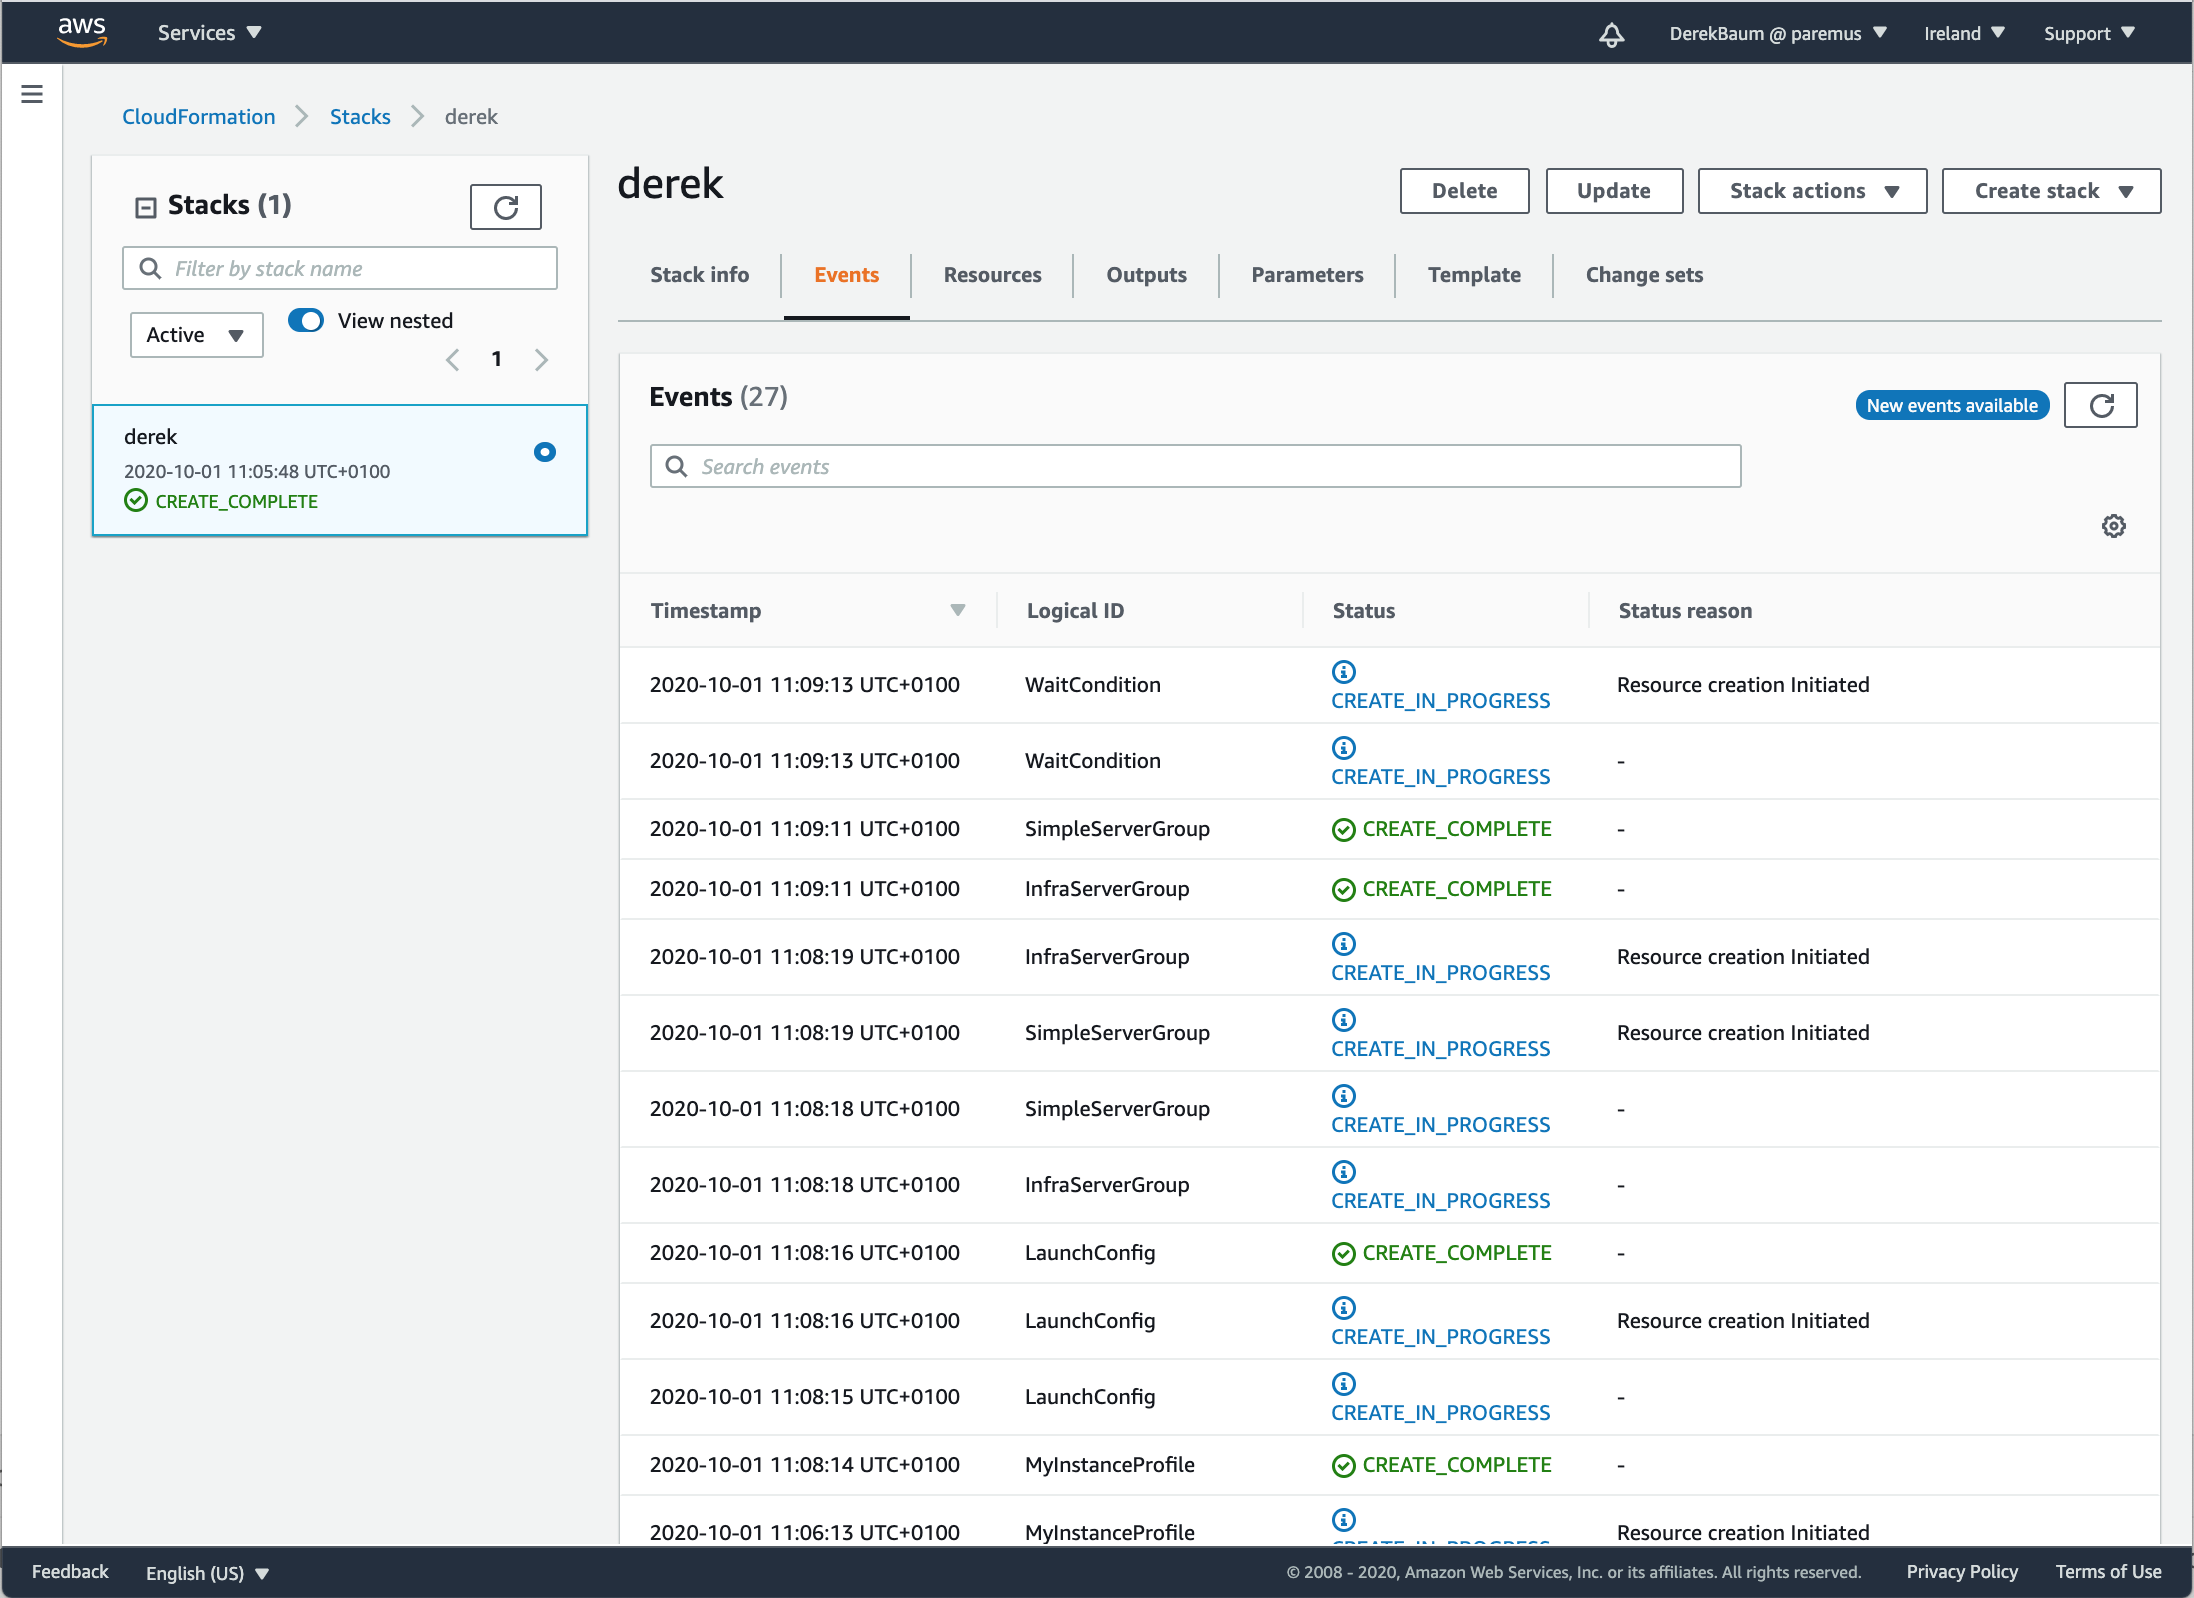 aws
Services
DerekBaum @ paremus
Ireland
Support
CloudFormation
Stacks
derek
Stacks (1)
Filter by stack name
Active
View nested
1
derek
2020-10-01 11:05:48 UTC+0100
CREATE_COMPLETE
derek
Delete
Update
Stack actions
Create stack
Stack info
Events
Resources
Outputs
Parameters
Template
Change sets
Events (27)
New events available
Search events
Timestamp Logical ID Status Status reason
2020-10-01 11:09:13 UTC+0100 WaitCondition CREATE_IN_PROGRESS Resource creation Initiated
2020-10-01 11:09:13 UTC+0100 WaitCondition CREATE_IN_PROGRESS -
2020-10-01 11:09:11 UTC+0100 SimpleServerGroup CREATE_COMPLETE -
2020-10-01 11:09:11 UTC+0100 InfraServerGroup CREATE_COMPLETE -
2020-10-01 11:08:19 UTC+0100 InfraServerGroup CREATE_IN_PROGRESS Resource creation Initiated
2020-10-01 11:08:19 UTC+0100 SimpleServerGroup CREATE_IN_PROGRESS Resource creation Initiated
2020-10-01 11:08:18 UTC+0100 SimpleServerGroup CREATE_IN_PROGRESS -
2020-10-01 11:08:18 UTC+0100 InfraServerGroup CREATE_IN_PROGRESS -
2020-10-01 11:08:16 UTC+0100 LaunchConfig CREATE_COMPLETE -
2020-10-01 11:08:16 UTC+0100 LaunchConfig CREATE_IN_PROGRESS Resource creation Initiated
2020-10-01 11:08:15 UTC+0100 LaunchConfig CREATE_IN_PROGRESS -
2020-10-01 11:08:14 UTC+0100 MyInstanceProfile CREATE_COMPLETE -
2020-10-01 11:06:13 UTC+0100 MyInstanceProfile Resource creation Initiated
Feedback
English (US)
© 2008 - 2020, Amazon Web Services, Inc. or its affiliates. All rights reserved.
Privacy Policy
Terms of Use